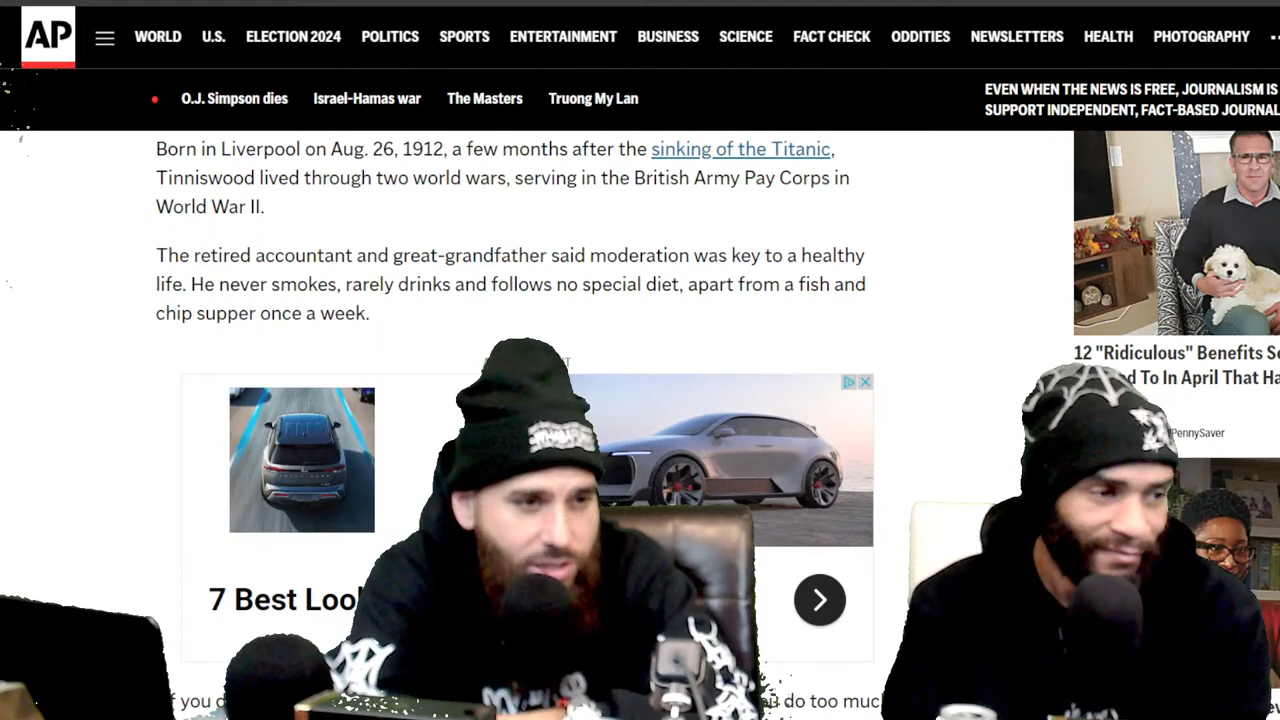 AP
WORLD U.S. ELECTION 2024 POLITICS SPORTS ENTERTAINMENT BUSINESS SCIENCE FACT CHECK ODDITIES NEWSLETTERS HEALTH PHOTOGRAPHY
O.J. Simpson dies Israel-Hamas war The Masters Truong My Lan
EVEN WHEN THE NEWS IS FREE, JOURNALISM IS
SUPPORT INDEPENDENT, FACT-BASED JOURNAL
Born in Liverpool on Aug. 26, 1912, a few months after the sinking of the Titanic,
Tinniswood lived through two world wars, serving in the British Army Pay Corps in
World War II.
The retired accountant and great-grandfather said moderation was key to a healthy
life. He never smokes, rarely drinks and follows no special diet, apart from a fish and
chip supper once a week.
7 Best Loo
12 "Ridiculous" Benefits S
d To In April That Ha
PennySaver
f you
do too muc